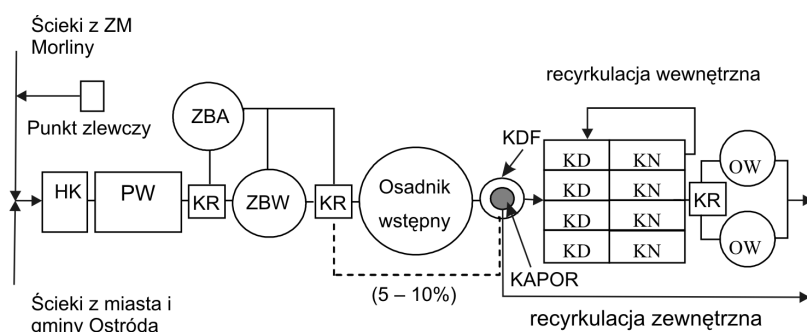 Ścieki z ZM
Morliny
Punkt zlewczy
ZBA
HK
PW
KR
ZBW
KR
Osadnik
wstępny
KDF
KAPOR
(5 – 10%)
recyrkulacja wewnętrzna
KD KN
KD KN
KD KN
KD KN
KR
OW
OW
recyrkulacja zewnętrzna
Ścieki z miasta i
gminy Ostróda